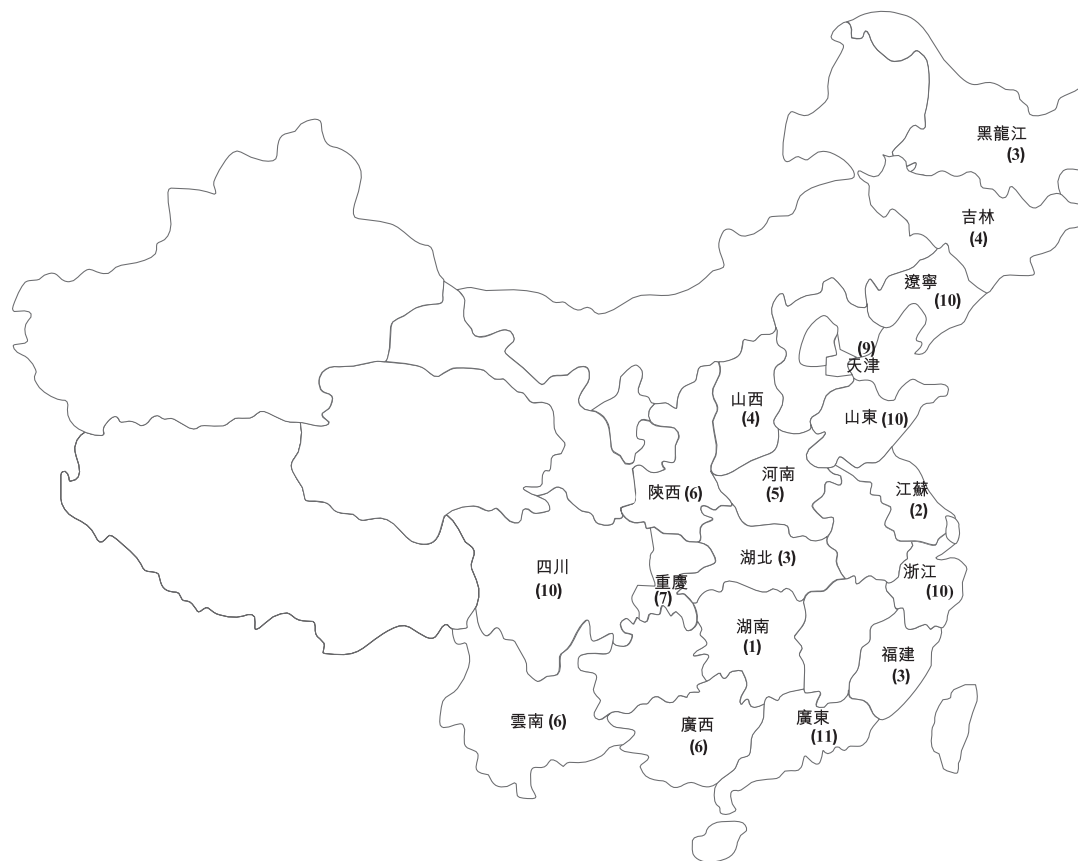 黑龍江
(3)
吉林
(4)
遼寧
(10)
(9)
天津
山西
(4)
山東 (10)
河南
(5)
陝西 (6)
江蘇
(2)
湖北 (3)
四川
(10)
重慶
(7)
浙江
(10)
湖南
(1)
福建
(3)
雲南 (6)
廣西
(6)
廣東
(11)